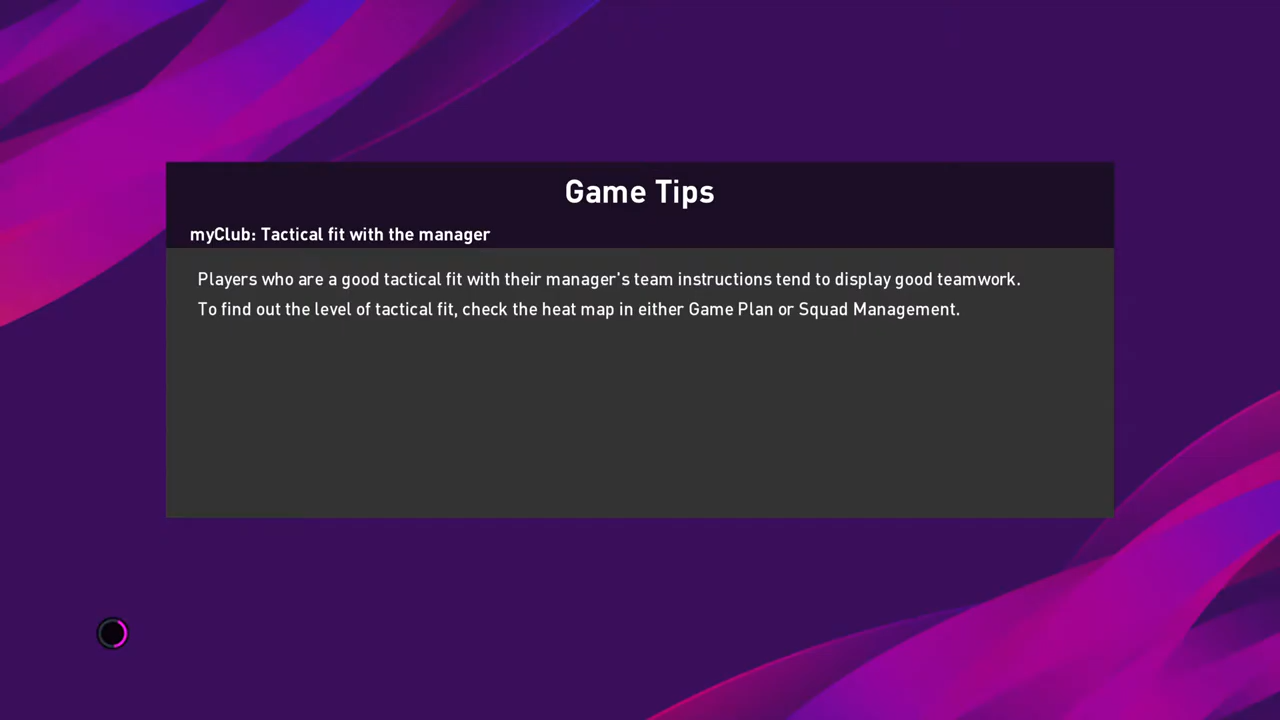 Game Tips
myClub: Tactical fit with the manager
Players who are a good tactical fit with their manager's team instructions tend to display good teamwork.
To find out the level of tactical fit, check the heat map in either Game Plan or Squad Management.